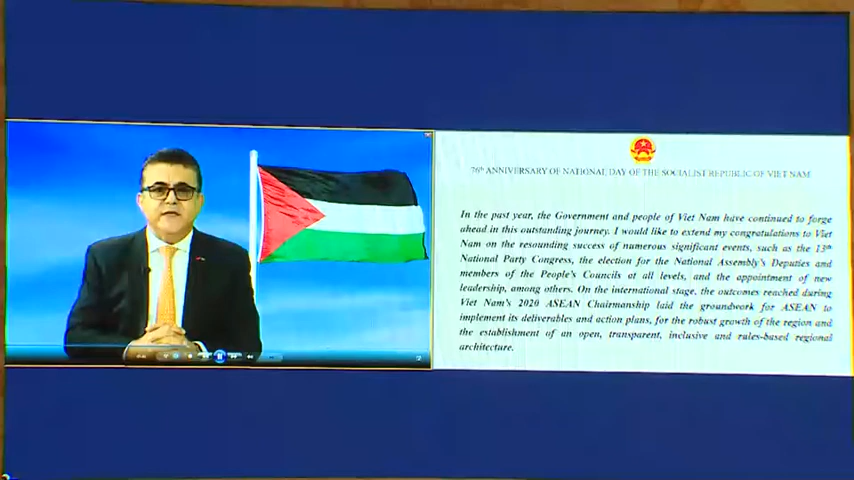 76th ANNIVERSARY OF NATIONAL DAY OF THE SOCIALIST REPUBLIC OF VIET NAM
In the past year, the Government and people of Viet Nam have continued to forge
ahead in this outstanding journey. I would like to extend my congratulations to Viet
Nam on the resounding success of numerous significant events, such as the 13th
National Party Congress, the election for the National Assembly's Deputies and
members of the People's Councils at all levels, and the appointment of new
leadership, among others. On the international stage, the outcomes reached during
Viet Nam's 2020 ASEAN Chairmanship laid the groundwork for ASEAN to
implement its deliverables and action plans, for the robust growth of the region and
the establishment of an open, transparent, inclusive and rules-based regional
architecture.